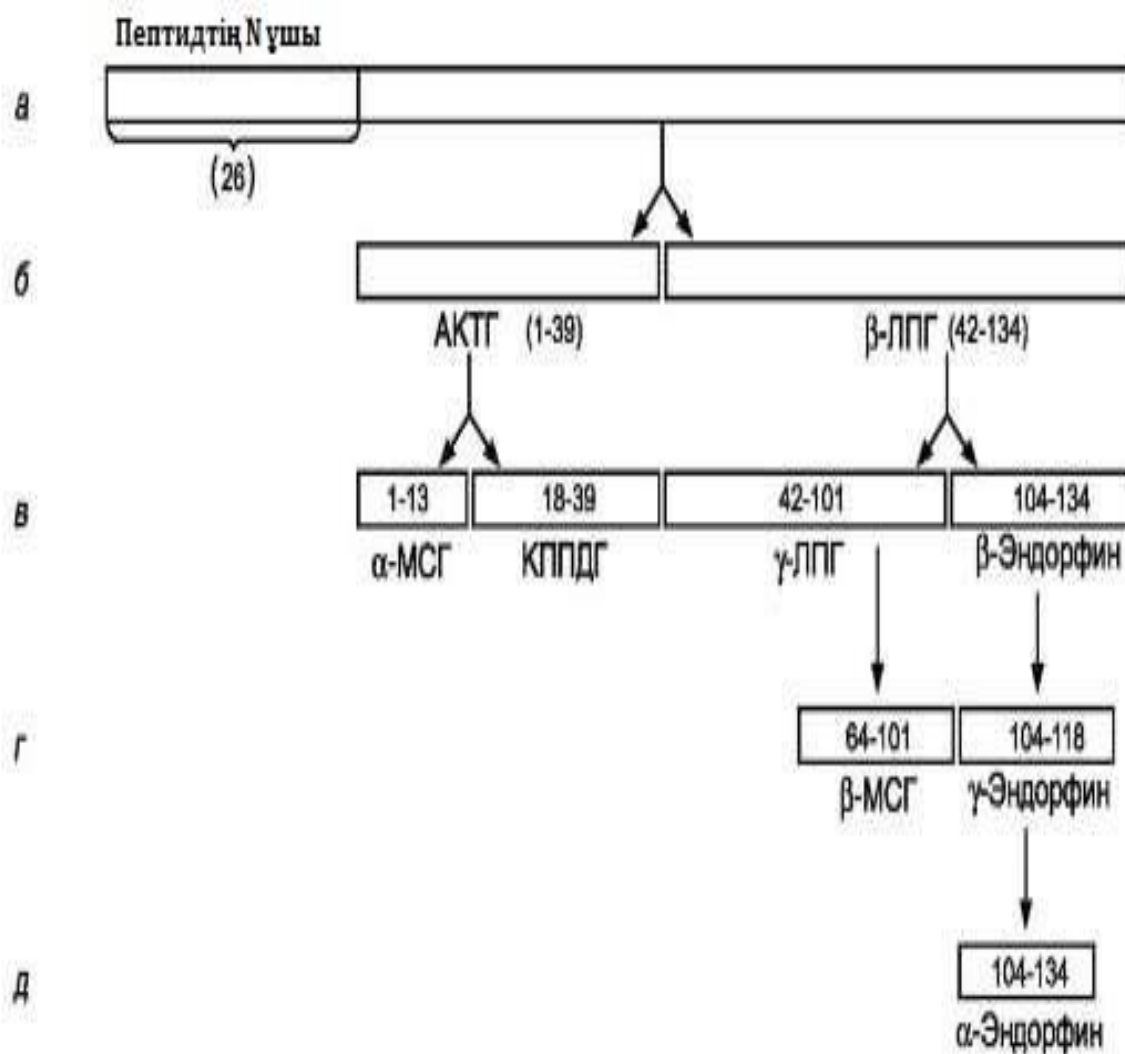 Пептидтің N ұшы
а
(26)
б
АКТГ (1-39) β-ЛПГ (42-134)
в
1-13 18-39 42-101 104-134
α-МСГ КППДГ γ-ЛПГ β-Эндорфин
г
64-101 104-118
β-МСГ γ-Эндорфин
д
104-134
α-Эндорфин